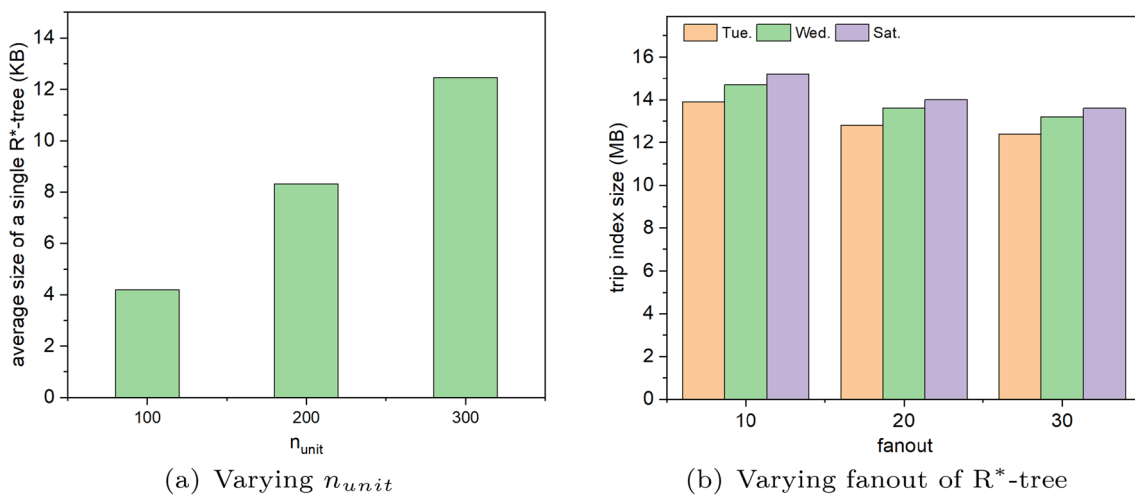 average size of a single R*-tree (KB)
14
12
10
8
6
4
2
0
100 200 300
n_unit
(a) Varying n_unit
Tue. Wed. Sat.
trip index size (MB)
16
14
12
10
8
6
4
2
0
10 20 30
fanout
(b) Varying fanout of R*-tree